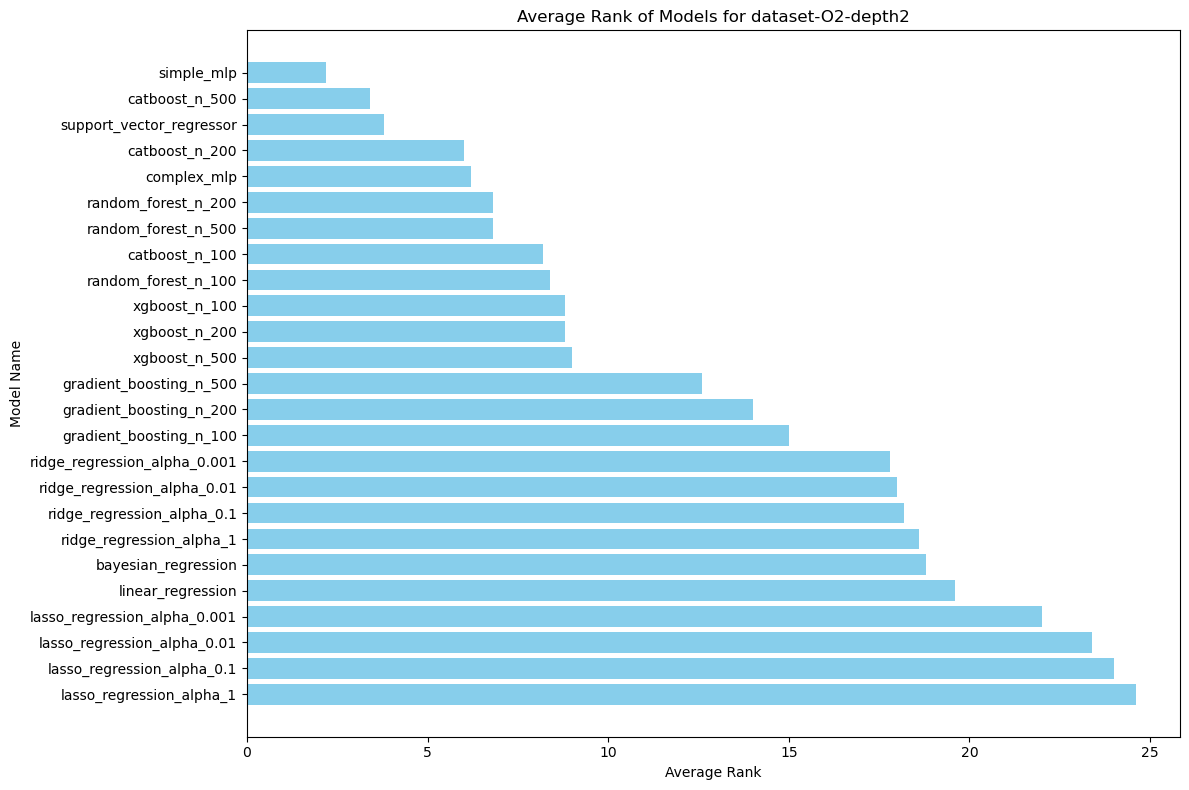 Average Rank of Models for dataset-O2-depth2
Model Name
simple_mlp
catboost_n_500
support_vector_regressor
catboost_n_200
complex_mlp
random_forest_n_200
random_forest_n_500
catboost_n_100
random_forest_n_100
xgboost_n_100
xgboost_n_200
xgboost_n_500
gradient_boosting_n_500
gradient_boosting_n_200
gradient_boosting_n_100
ridge_regression_alpha_0.001
ridge_regression_alpha_0.01
ridge_regression_alpha_0.1
ridge_regression_alpha_1
bayesian_regression
linear_regression
lasso_regression_alpha_0.001
lasso_regression_alpha_0.01
lasso_regression_alpha_0.1
lasso_regression_alpha_1
0 5 10 15 20 25
Average Rank